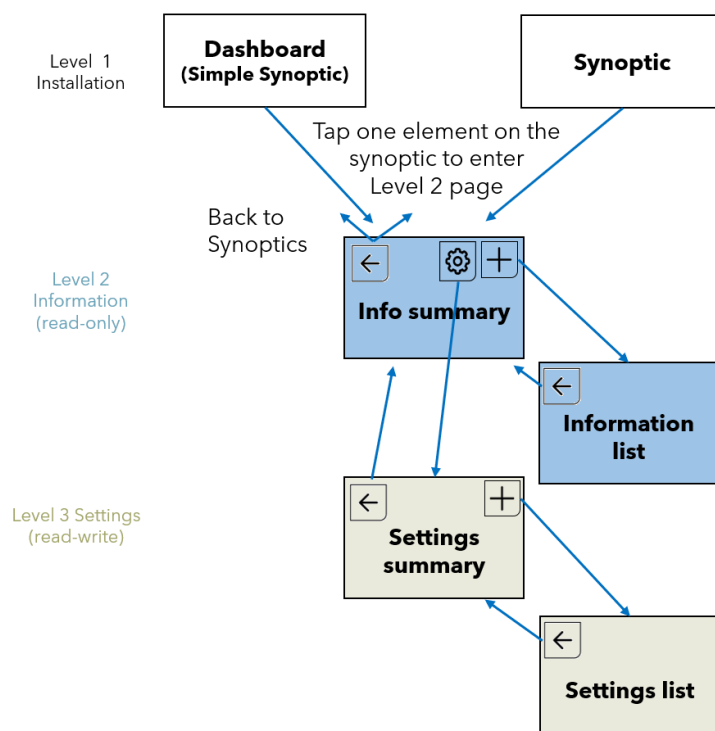 Level 1
Installation
Dashboard
(Simple Synoptic)
Synoptic
Tap one element on the
synoptic to enter
Level 2 page
Back to
Synoptics
Level 2
Information
(read-only)
Info summary
Information
list
Level 3 Settings
(read-write)
Settings
summary
Settings list